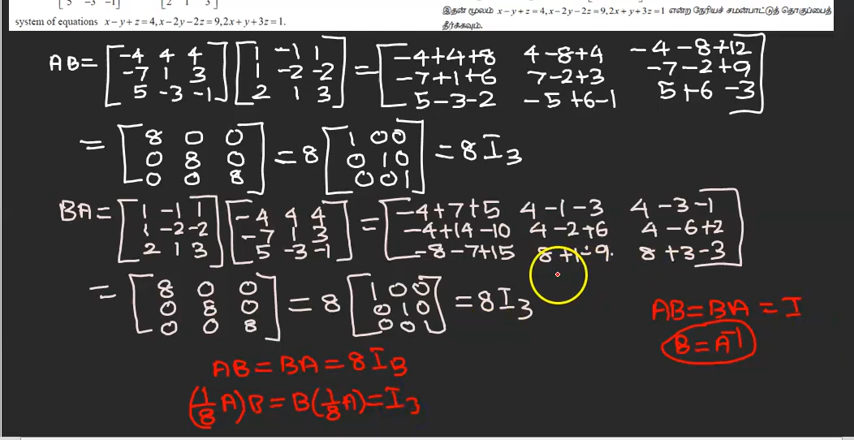 5 -3 -1] [2 1 3]
system of equations x-y+z=4, x-2y-2z=9, 2x+y+3z=1.
இதன் மூலம் x-y+z=4, x-2y-2z=9, 2x+y+3z=1 என்ற நேரியச் சமன்பாட்டுத் தொகுப்பைத்
தீர்க்கவும்.
AB = [-4 4 4; -7 1 3; 5 -3 -1] [1 -1 1; 1 -2 -2; 2 1 3] = [-4+4+8 4-8+4 -4-8+12; -7+1+6 7-2+3 -7-2+9; 5-3-2 -5+6-1 5+6-3]
= [8 0 0; 0 8 0; 0 0 8] = 8 [1 0 0; 0 1 0; 0 0 1] = 8I₃
BA = [1 -1 1; 1 -2 -2; 2 1 3] [-4 4 4; -7 1 3; 5 -3 -1] = [-4+7+5 4-1-3 4-3-1; -4+14-10 4-2+6 4-6+2; -8-7+15 8+1-9 8+3-3]
= [8 0 0; 0 8 0; 0 0 8] = 8 [1 0 0; 0 1 0; 0 0 1] = 8I₃
AB = BA = I
B = A⁻¹
AB = BA = 8I₃
(1/8 A)B = B(1/8 A) = I₃